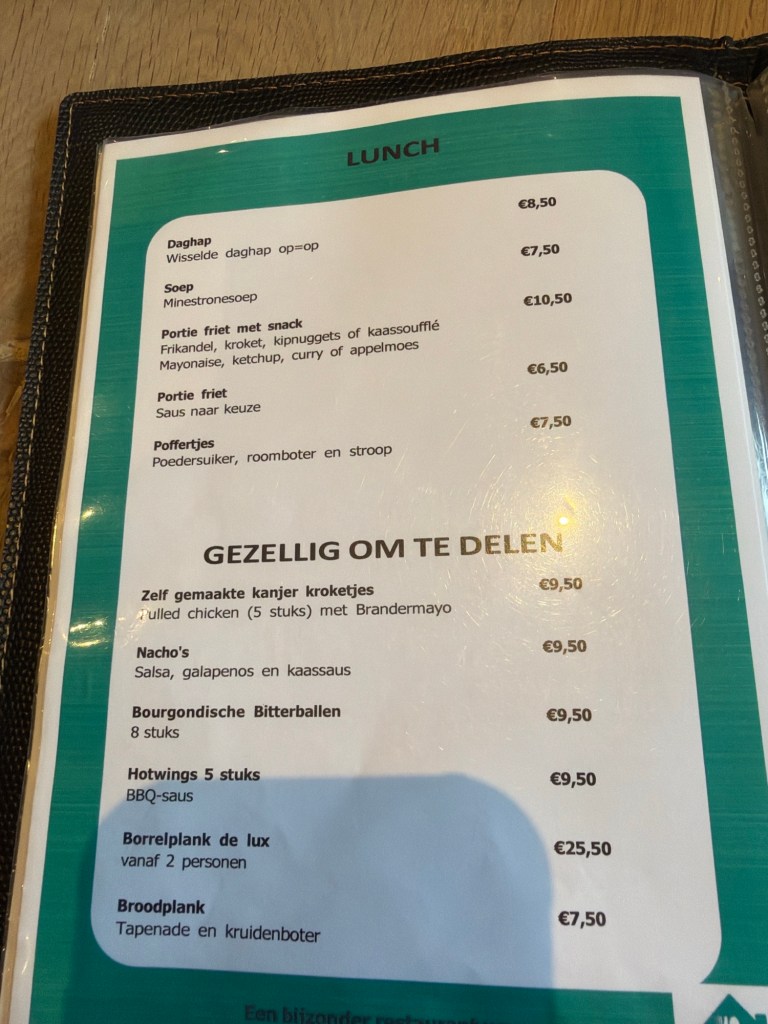 LUNCH
Daghap €8,50
Wisselde daghap op=op
Soep €7,50
Minestronesoep
Portie friet met snack €10,50
Frikandel, kroket, kipnuggets of kaassoufflé
Mayonaise, ketchup, curry of appelmoes
Portie friet €6,50
Saus naar keuze
Poffertjes €7,50
Poedersuiker, roomboter en stroop
GEZELLIG OM TE DELEN
Zelf gemaakte kanjer kroketjes €9,50
Pulled chicken (5 stuks) met Brandermayo
Nacho's €9,50
Salsa, galapenos en kaassaus
Bourgondische Bitterballen €9,50
8 stuks
Hotwings 5 stuks €9,50
BBQ-saus
Borrelplank de lux €25,50
vanaf 2 personen
Broodplank €7,50
Tapenade en kruidenboter
Een bijzonder